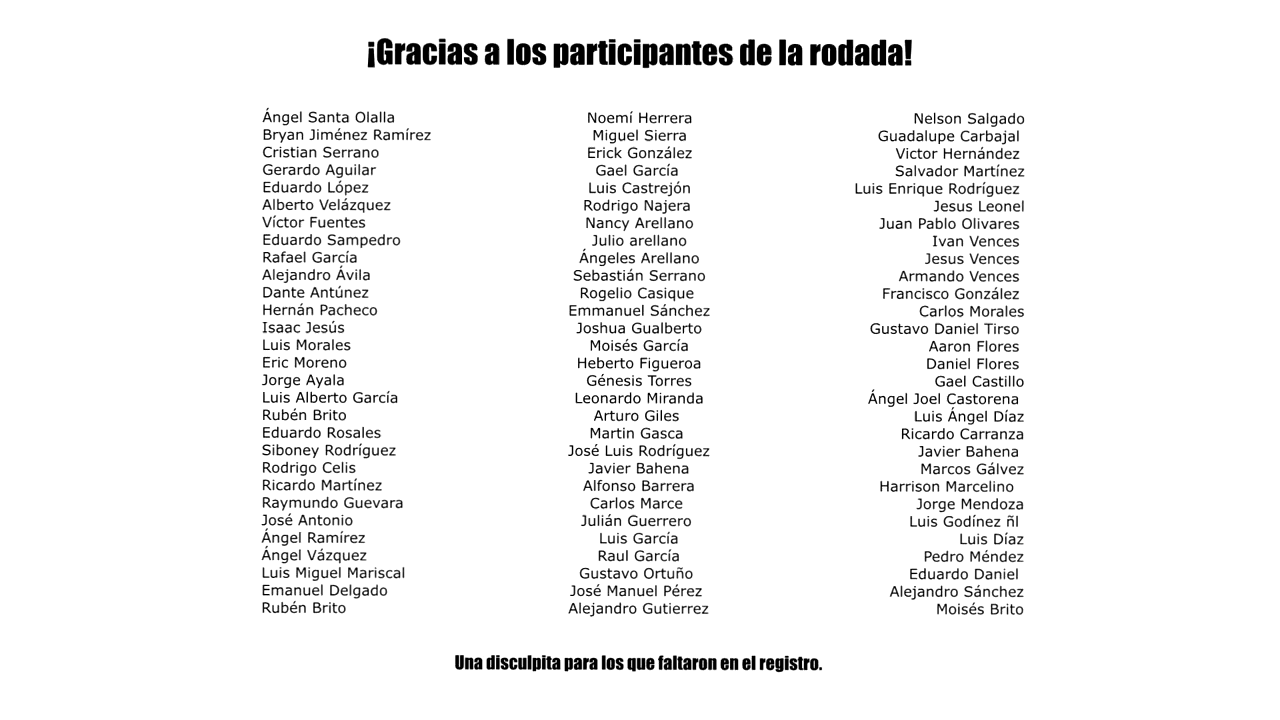 ¡Gracias a los participantes de la rodada!
Ángel Santa Olalla
Bryan Jiménez Ramírez
Cristian Serrano
Gerardo Aguilar
Eduardo López
Alberto Velázquez
Víctor Fuentes
Eduardo Sampedro
Rafael García
Alejandro Ávila
Dante Antúnez
Hernán Pacheco
Isaac Jesús
Luis Morales
Eric Moreno
Jorge Ayala
Luis Alberto García
Rubén Brito
Eduardo Rosales
Siboney Rodríguez
Rodrigo Celis
Ricardo Martínez
Raymundo Guevara
José Antonio
Ángel Ramírez
Ángel Vázquez
Luis Miguel Mariscal
Emanuel Delgado
Rubén Brito
Noemí Herrera
Miguel Sierra
Erick González
Gael García
Luis Castrejón
Rodrigo Najera
Nancy Arellano
Julio arellano
Ángeles Arellano
Sebastián Serrano
Rogelio Casique
Emmanuel Sánchez
Joshua Gualberto
Moisés García
Heberto Figueroa
Génesis Torres
Leonardo Miranda
Arturo Giles
Martin Gasca
José Luis Rodríguez
Javier Bahena
Alfonso Barrera
Carlos Marce
Julián Guerrero
Luis García
Raul García
Gustavo Ortuño
José Manuel Pérez
Alejandro Gutierrez
Nelson Salgado
Guadalupe Carbajal
Victor Hernández
Salvador Martínez
Luis Enrique Rodríguez
Jesus Leonel
Juan Pablo Olivares
Ivan Vences
Jesus Vences
Armando Vences
Francisco González
Carlos Morales
Gustavo Daniel Tirso
Aaron Flores
Daniel Flores
Gael Castillo
Ángel Joel Castorena
Luis Ángel Díaz
Ricardo Carranza
Javier Bahena
Marcos Gálvez
Harrison Marcelino
Jorge Mendoza
Luis Godínez ñl
Luis Díaz
Pedro Méndez
Eduardo Daniel
Alejandro Sánchez
Moisés Brito
Una disculpita para los que faltaron en el registro.